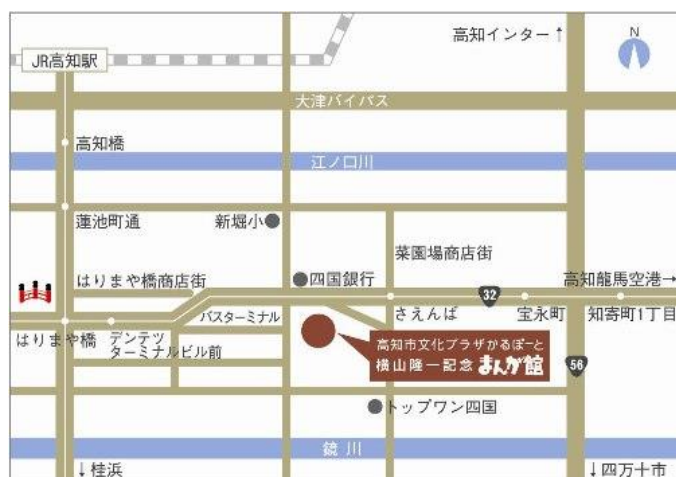 高知インター↑
N
JR高知駅
大津バイパス
高知橋
江ノ口川
蓮池町通
新堀小
菜園場商店街
はりまや橋商店街
四国銀行
高知龍馬空港→
32
バスターミナル
さえんば
宝永町
知寄町1丁目
はりまや橋
デンテツ
ターミナルビル前
高知市文化プラザかるぽーと
横山隆一記念 まんが館
56
トップワン四国
鏡川
↓桂浜
↓四万十市